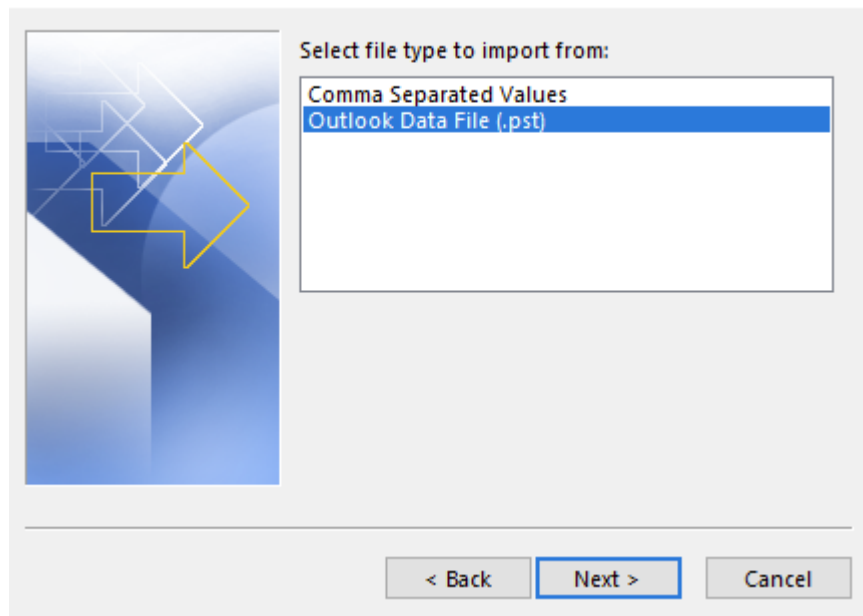 Select file type to import from:
Comma Separated Values
Outlook Data File (.pst)
< Back
Next >
Cancel